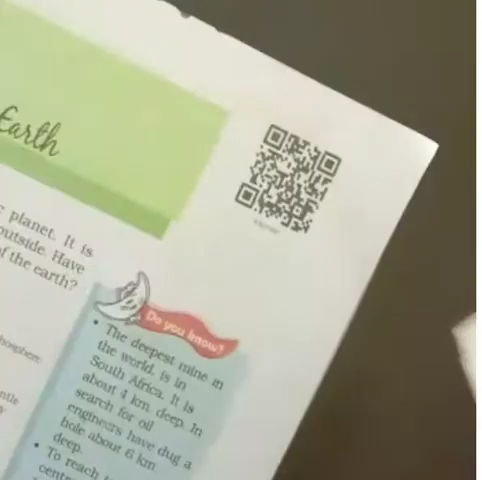 Earth
planet. It is
outside. Have
of the earth?
Do you know?
• The deepest mine in
the world, is in
South Africa. It is
about 4 km. deep. In
search for oil
engineers have dug a
hole about 6 km
deep.
• To reach